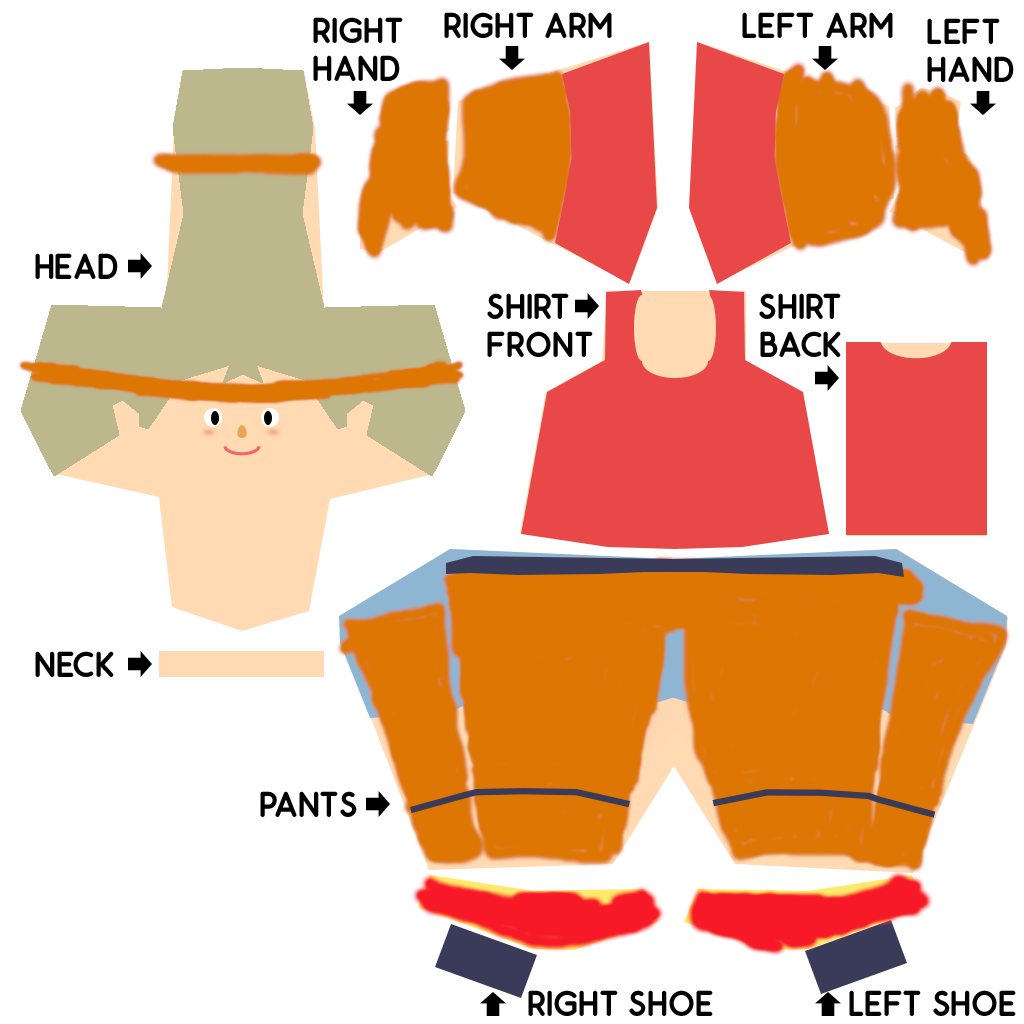 RIGHT
HAND
RIGHT ARM
LEFT ARM
LEFT
HAND
HEAD
SHIRT
FRONT
SHIRT
BACK
NECK
PANTS
RIGHT SHOE
LEFT SHOE